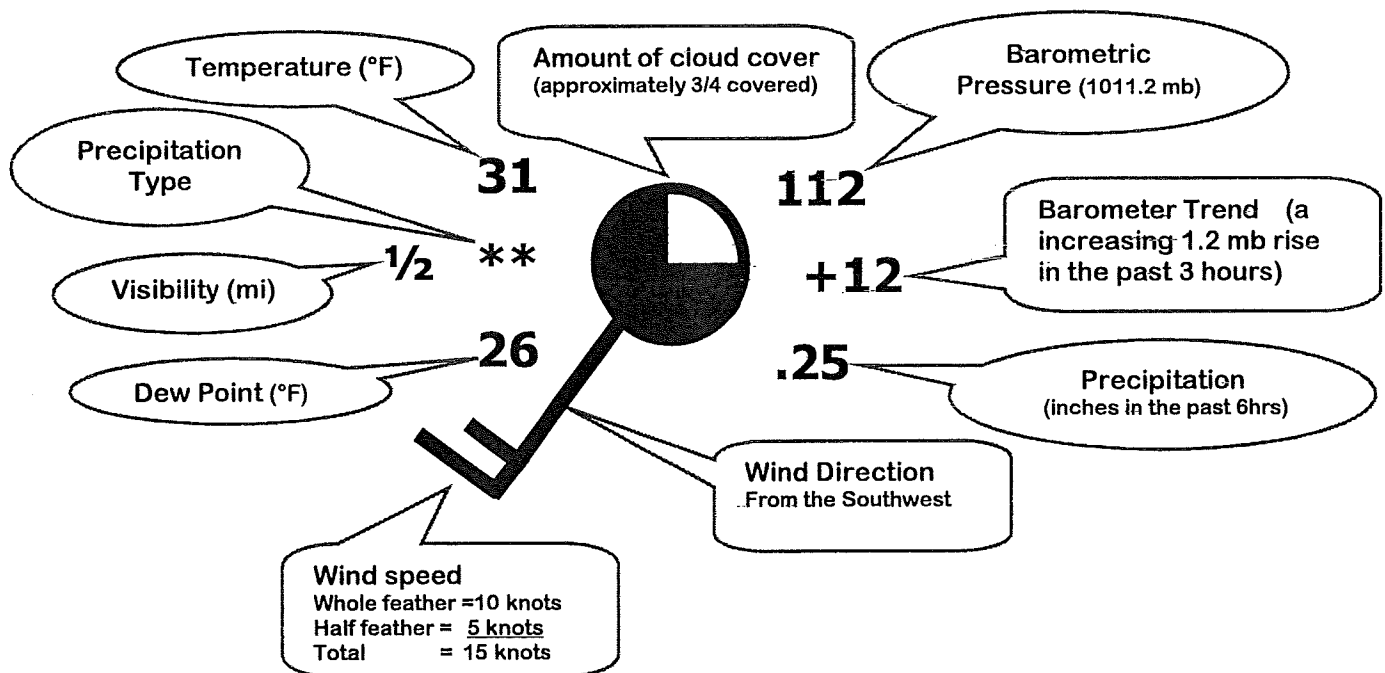 Temperature (°F)
Amount of cloud cover
(approximately 3/4 covered)
Barometric
Pressure (1011.2 mb)
Precipitation
Type
31
112
Barometer Trend (a
increasing 1.2 mb rise
in the past 3 hours)
½ **
+12
Visibility (mi)
26
.25
Dew Point (°F)
Precipitation
(inches in the past 6hrs)
Wind Direction
From the Southwest
Wind speed
Whole feather =10 knots
Half feather = 5 knots
Total = 15 knots